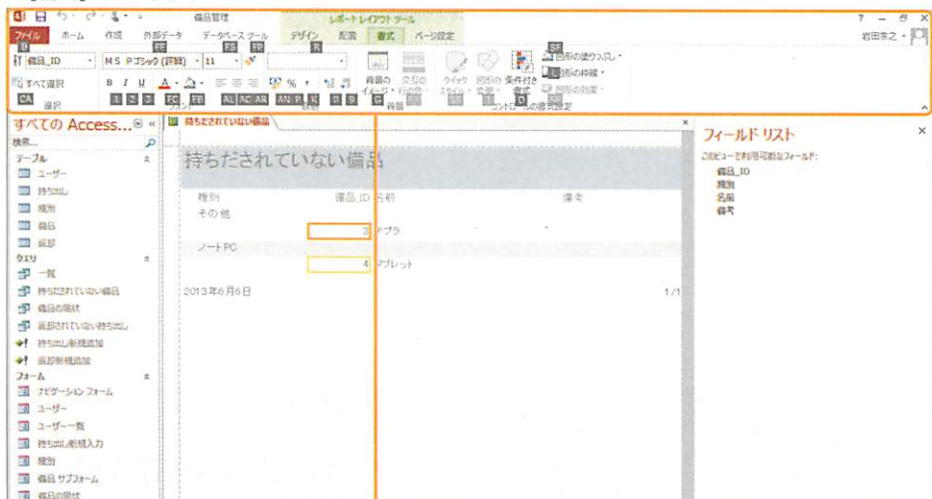 備品管理
レポート レイアウト ツール
ファイル ホーム 作成 外部データ データベース ツール デザイン 配置 書式 ページ設定
岩田宗之
備品_ID
MS Pゴシック (詳細)
11
すべて選択
B I U A
%
背景の
イメージ
交互の
行の色
クイック
スタイル
図形の
変更
条件付き
書式
図形の塗りつぶし
図形の枠線
図形の効果
選択
背景
コントロールの書式設定
すべての Access...
検索...
テーブル
ユーザー
持ち出し
種別
備品
返却
クエリ
一覧
持ちだされていない備品
備品の現状
返却されていない持ち出し
持ち出し新規追加
返却新規追加
フォーム
ナビゲーション フォーム
ユーザー
ユーザー一覧
持ち出し新規入力
種別
備品 サブフォーム
備品の現状
持ちだされていない備品
持ちだされていない備品
種別 備品_ID 名前 備考
その他
3
ノートPC
4 タブレット
2013年6月6日
1/1
フィールド リスト
このビューで利用可能なフィールド:
備品_ID
種別
名前
備考